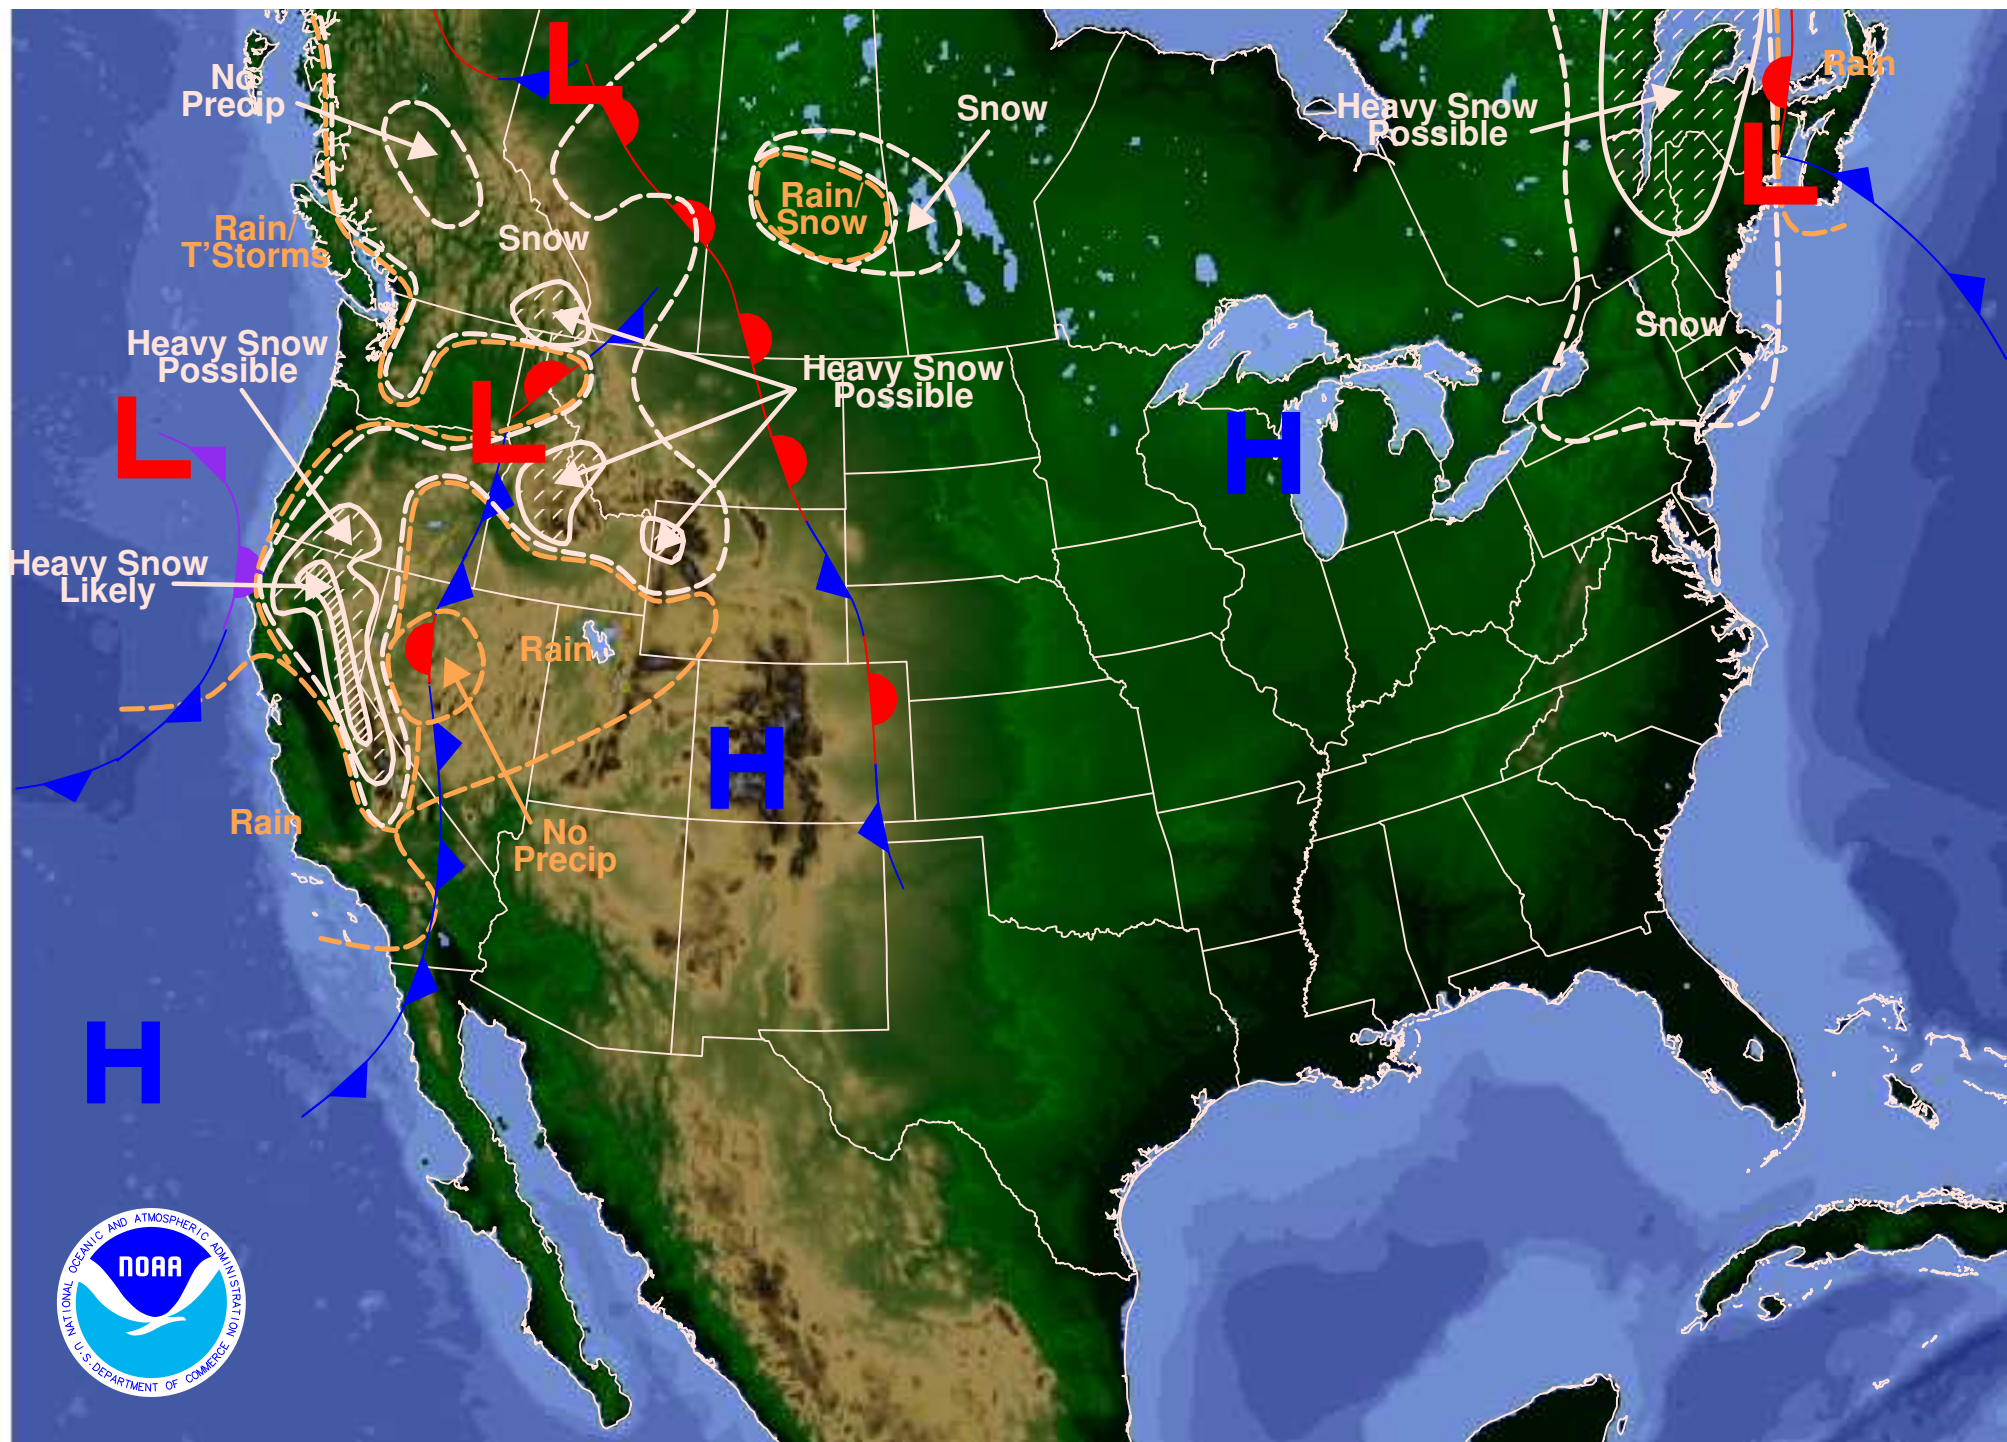 L
No
Precip
Snow
Heavy Snow
Possible
Rain
L
Rain/
Snow
Rain/
T'Storms
Snow
Heavy Snow
Possible
Heavy Snow
Possible
Snow
L
L
H
Heavy Snow
Likely
Rain
H
Rain
No
Precip
H
NATIONAL OCEANIC AND ATMOSPHERIC ADMINISTRATION
NOAA
U.S. DEPARTMENT OF COMMERCE